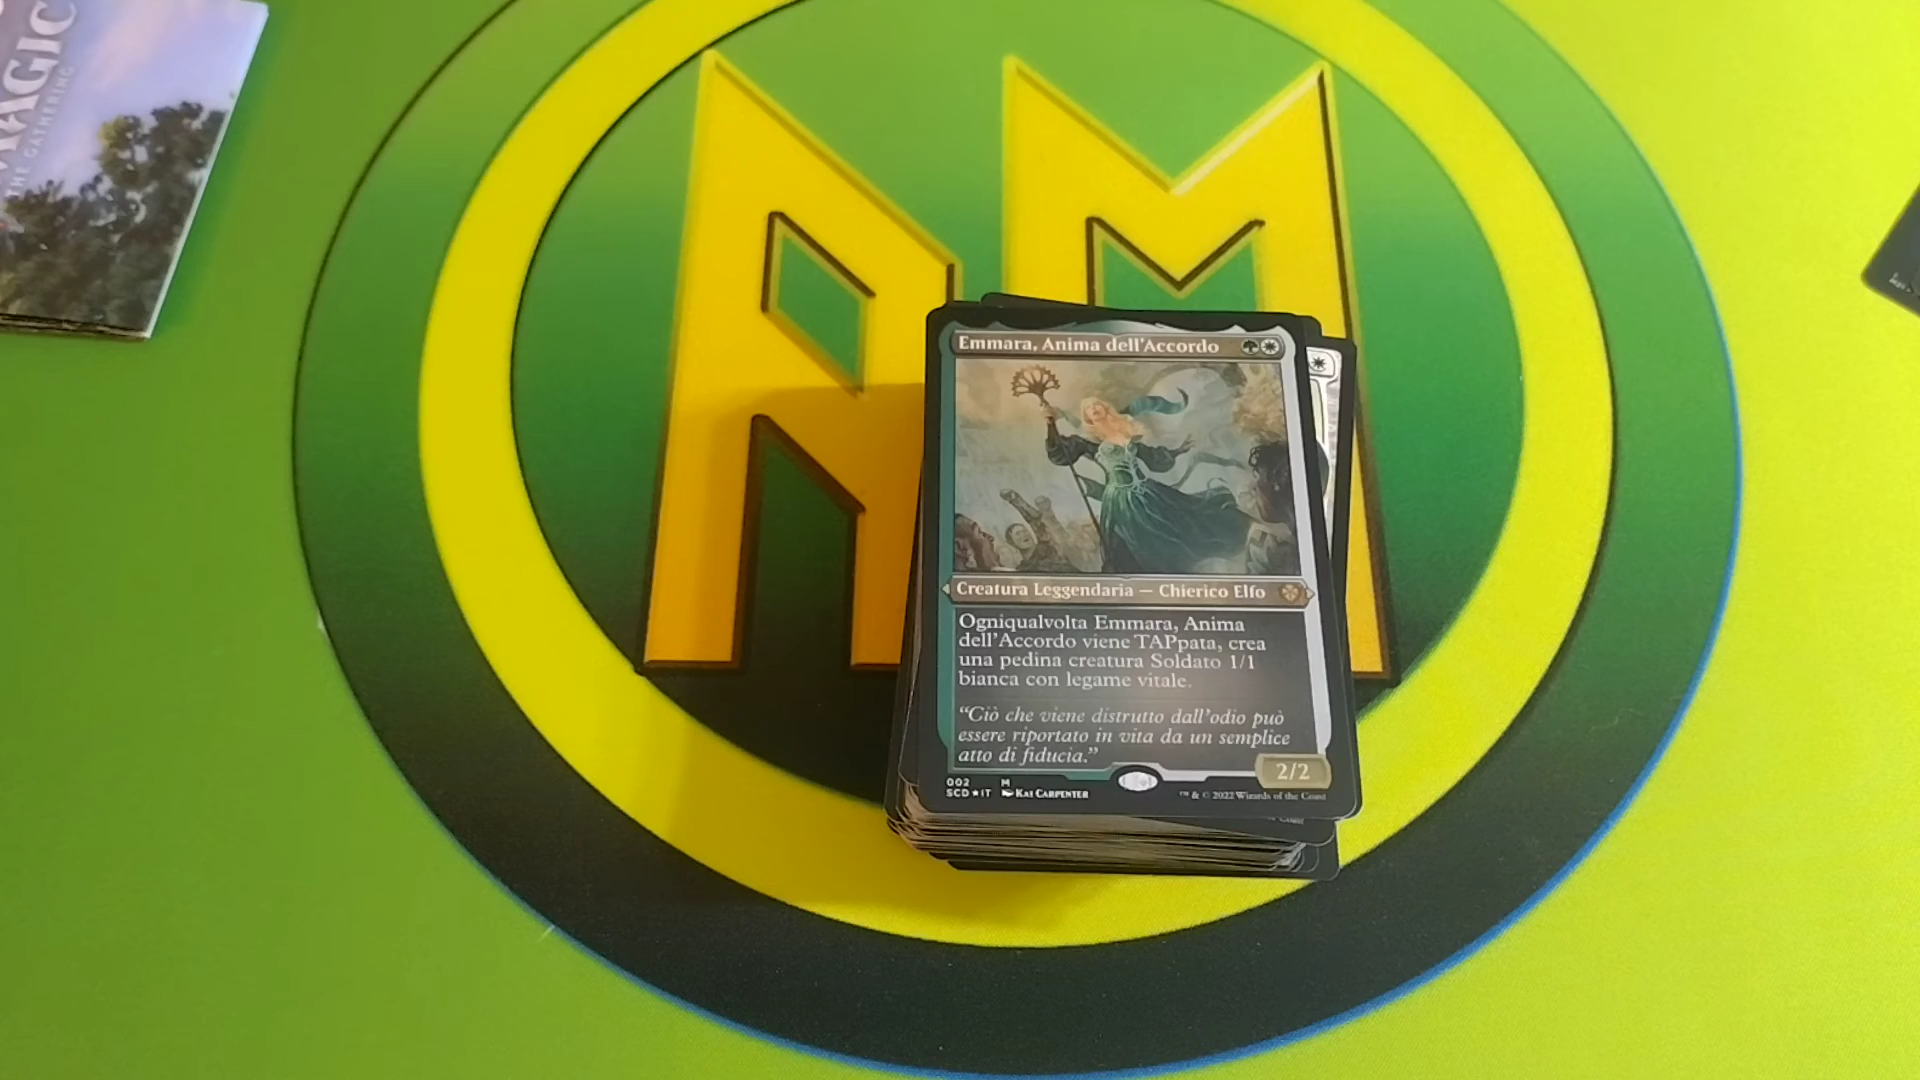 MAGIC
THE GATHERING
RM
Emmara, Anima dell'Accordo
Creatura Leggendaria — Chierico Elfo
Ogniqualvolta Emmara, Anima
dell'Accordo viene TAPpata, crea
una pedina creatura Soldato 1/1
bianca con legame vitale.
“Ciò che viene distrutto dall'odio può
essere riportato in vita da un semplice
atto di fiducia.”
2/2
002 M
SCD★IT Kai Carpenter
™ & © 2022 Wizards of the Coast